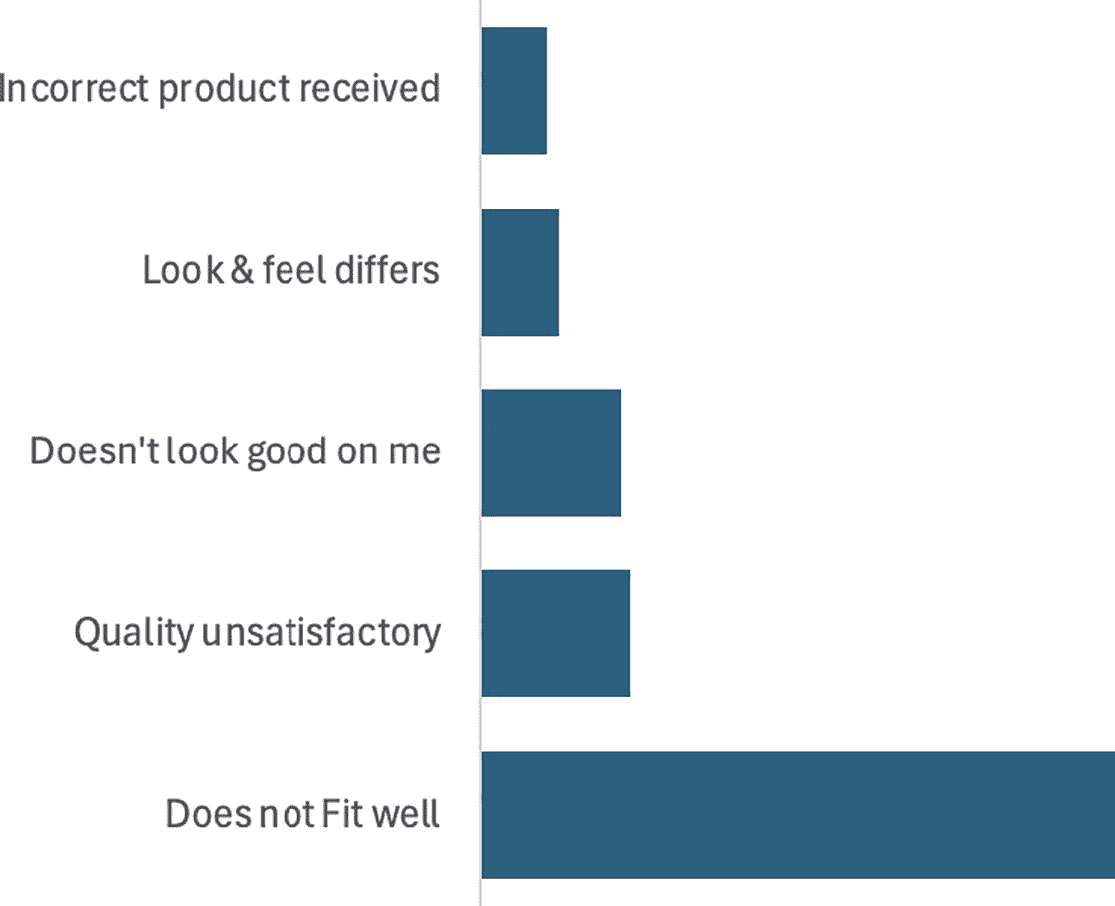 Incorrect product received
Look & feel differs
Doesn't look good on me
Quality unsatisfactory
Does not Fit well